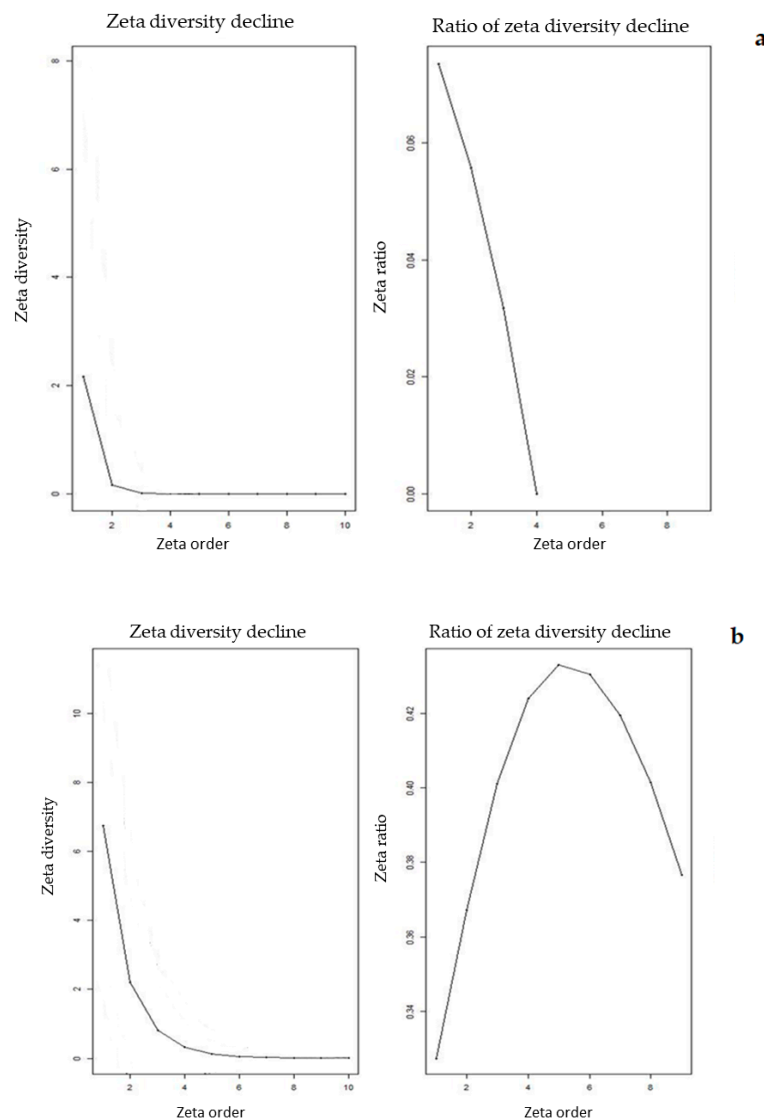 Zeta diversity decline
Ratio of zeta diversity decline
a
Zeta diversity
8
6
4
2
0
2 4 6 8 10
Zeta order
Zeta ratio
0.06
0.04
0.02
0.00
2 4 6 8
Zeta order
Zeta diversity decline
Ratio of zeta diversity decline
b
Zeta diversity
10
8
6
4
2
0
2 4 6 8 10
Zeta order
Zeta ratio
0.42
0.40
0.38
0.36
0.34
2 4 6 8
Zeta order